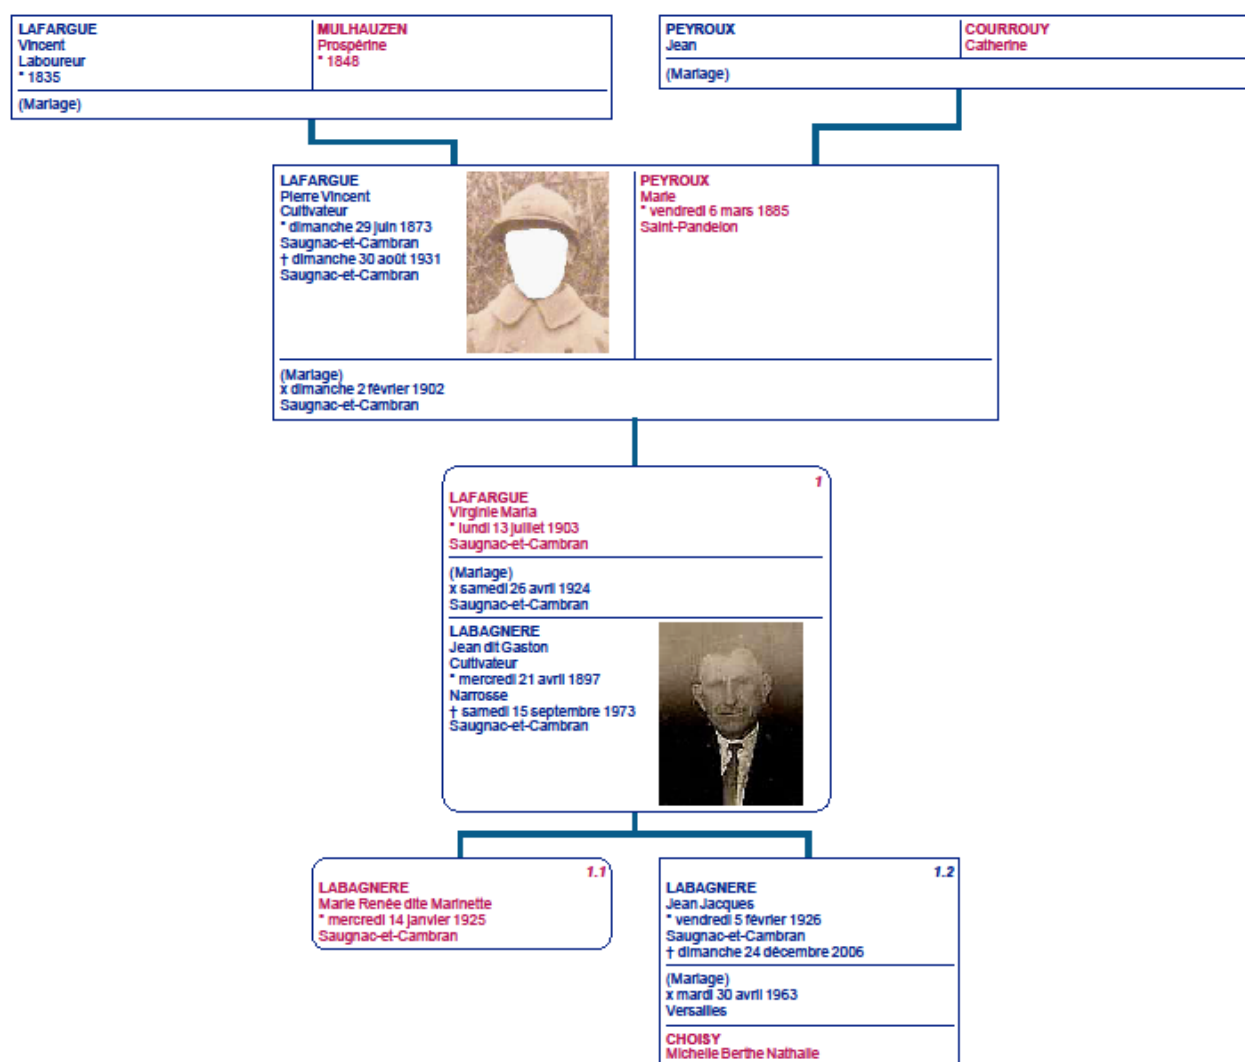 LAFARGUE
Vincent
Laboureur
* 1835
(Mariage)
MULHAUZEN
Prospérine
* 1848
PEYROUX
Jean
(Mariage)
COURROUY
Catherine
LAFARGUE
Pierre Vincent
Cultivateur
* dimanche 29 juin 1873
Saugnac-et-Cambran
† dimanche 30 août 1931
Saugnac-et-Cambran
PEYROUX
Marie
* vendredi 6 mars 1885
Saint-Pandelon
(Mariage)
x dimanche 2 février 1902
Saugnac-et-Cambran
1
LAFARGUE
Virginie Maria
* lundi 13 juillet 1903
Saugnac-et-Cambran
(Mariage)
x samedi 26 avril 1924
Saugnac-et-Cambran
LABAGNERE
Jean dit Gaston
Cultivateur
* mercredi 21 avril 1897
Narrosse
† samedi 15 septembre 1973
Saugnac-et-Cambran
1.1
LABAGNERE
Marie Renée dite Marinette
* mercredi 14 janvier 1925
Saugnac-et-Cambran
1.2
LABAGNERE
Jean Jacques
* vendredi 5 février 1926
Saugnac-et-Cambran
† dimanche 24 décembre 2006
(Mariage)
x mardi 30 avril 1963
Versailles
CHOISY
Michelle Berthe Nathalie